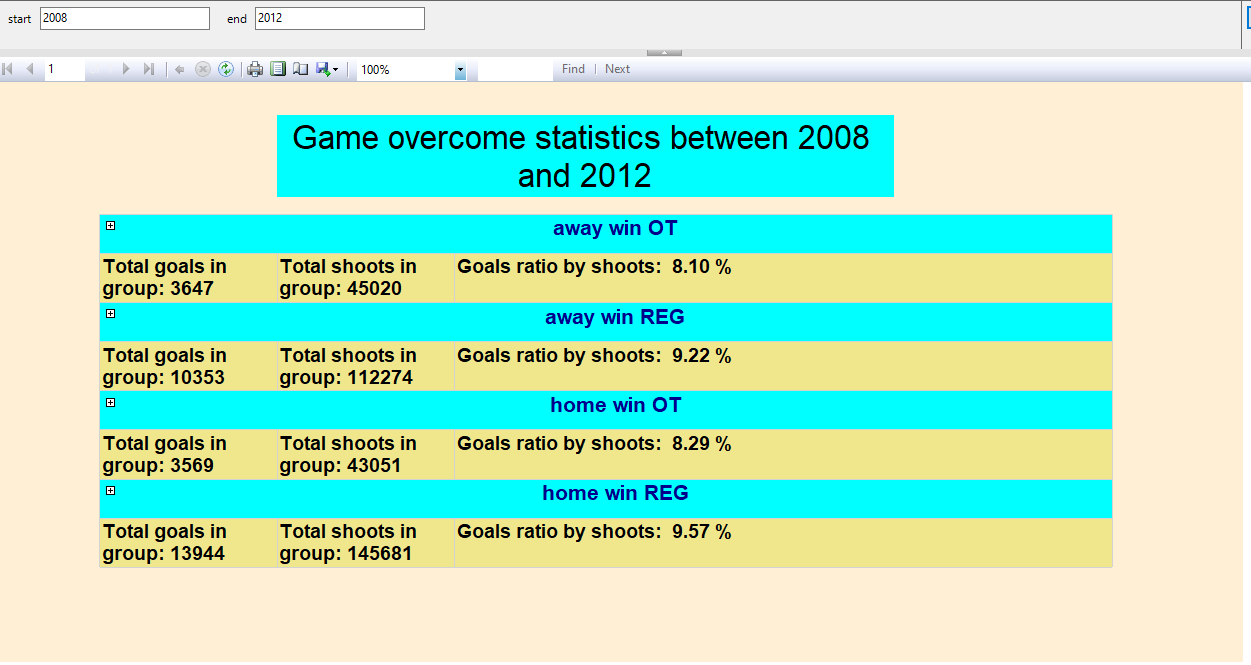 start 2008 end 2012
1 100% Find | Next
Game overcome statistics between 2008
and 2012
away win OT
Total goals in Total shoots in Goals ratio by shoots: 8.10 %
group: 3647 group: 45020
away win REG
Total goals in Total shoots in Goals ratio by shoots: 9.22 %
group: 10353 group: 112274
home win OT
Total goals in Total shoots in Goals ratio by shoots: 8.29 %
group: 3569 group: 43051
home win REG
Total goals in Total shoots in Goals ratio by shoots: 9.57 %
group: 13944 group: 145681